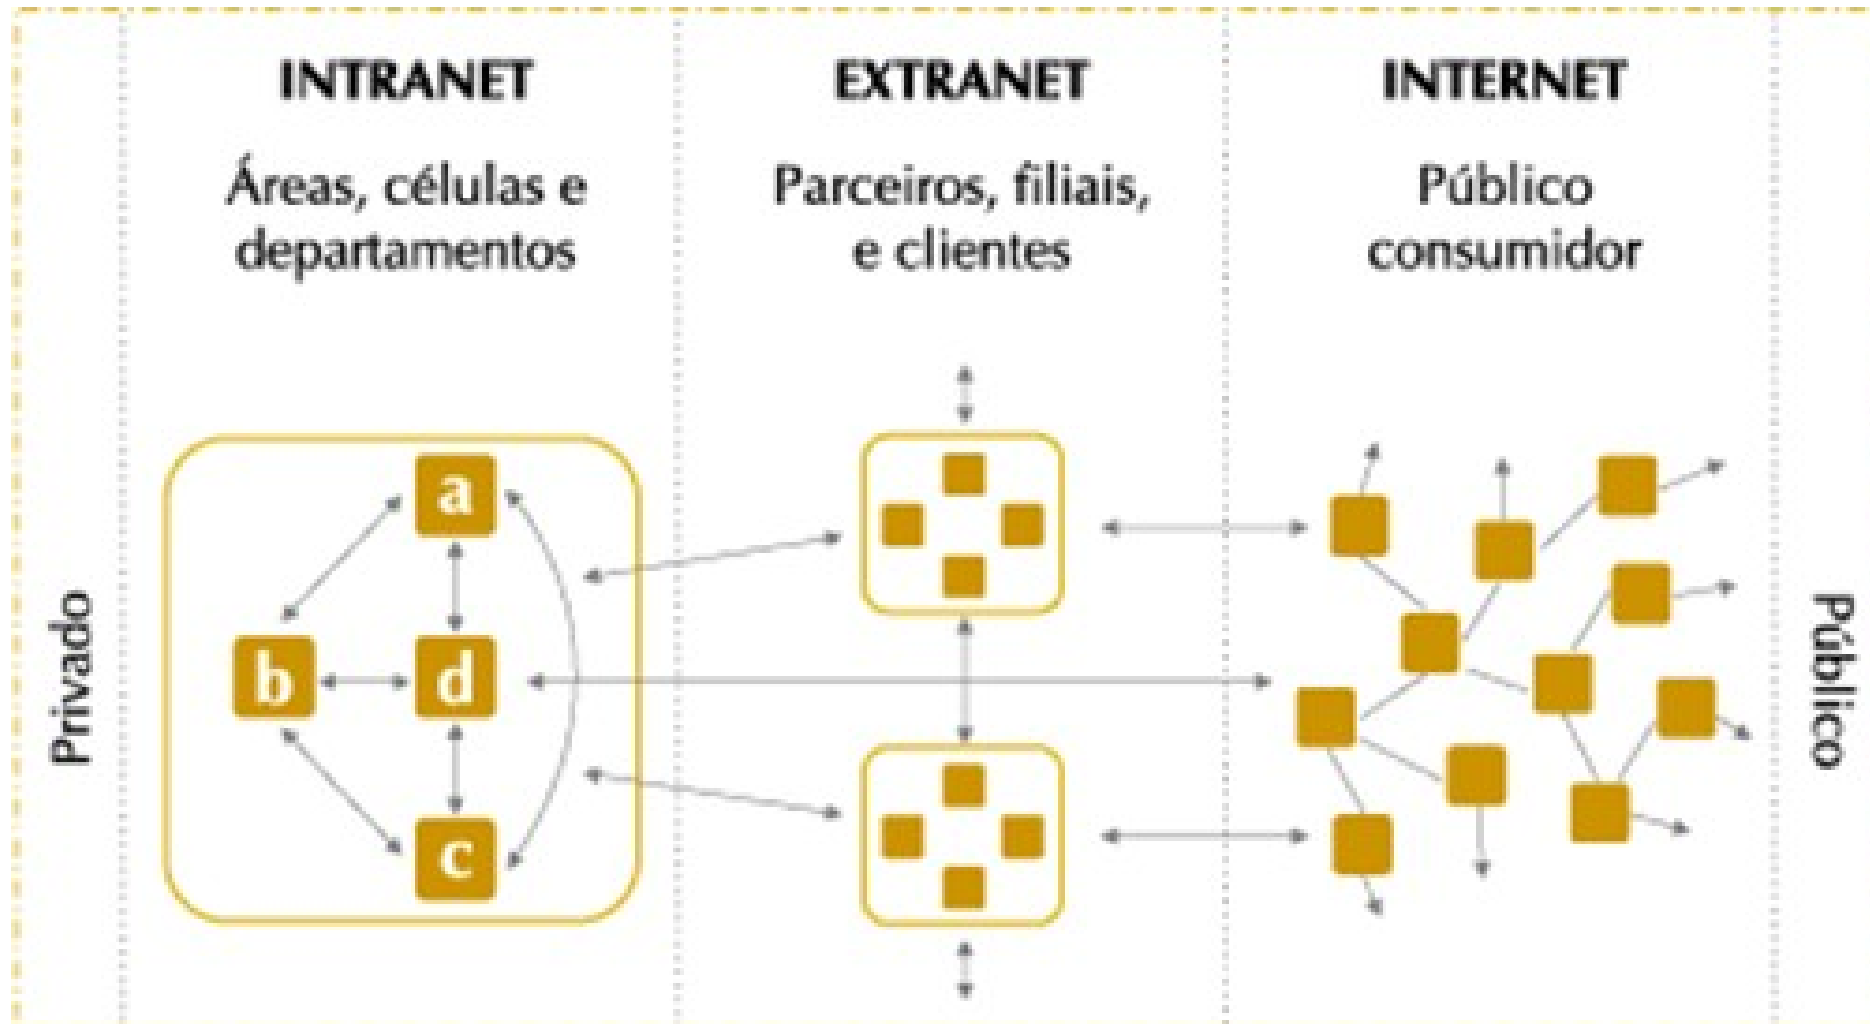 INTRANET
Áreas, células e
departamentos
EXTRANET
Parceiros, filiais,
e clientes
INTERNET
Público
consumidor
Privado
a
b
d
c
Público